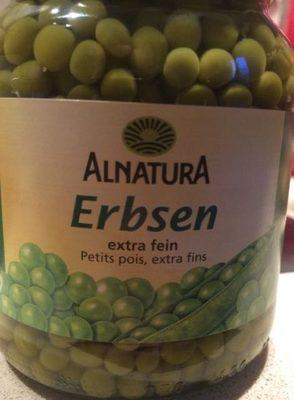 ALNATURA
Erbsen
extra fein
Petits pois, extra fins